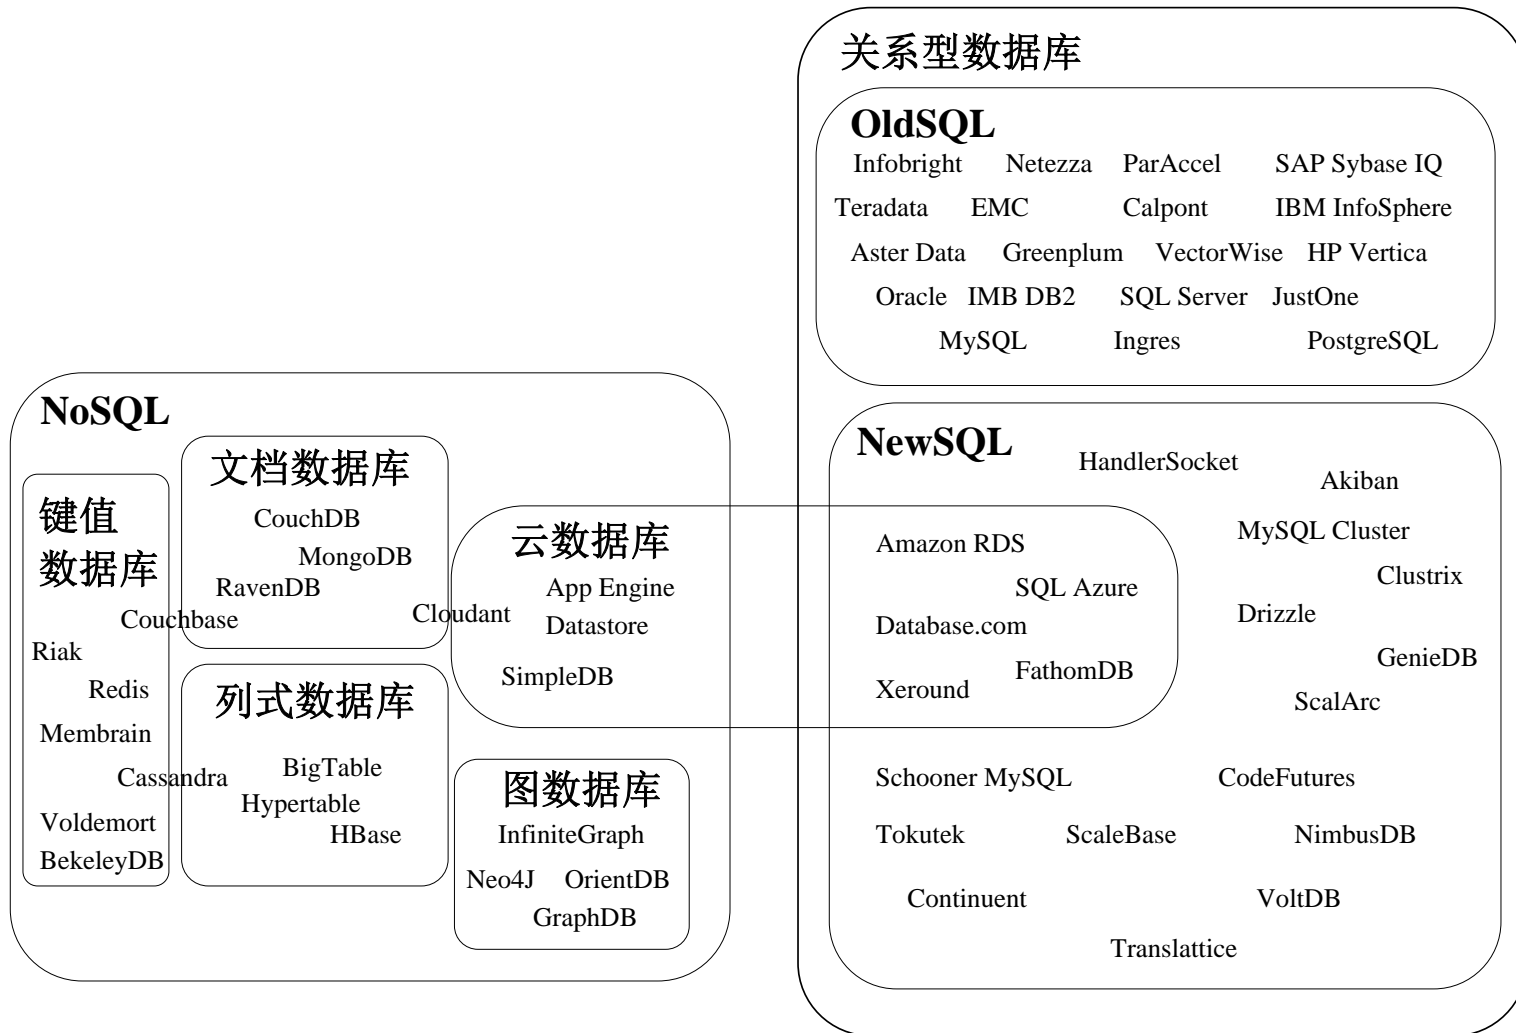 关系型数据库
OldSQL
Infobright Netezza ParAccel SAP Sybase IQ
Teradata EMC Calpont IBM InfoSphere
Aster Data Greenplum VectorWise HP Vertica
Oracle IMB DB2 SQL Server JustOne
MySQL Ingres PostgreSQL
NoSQL
键值
数据库
Couchbase
Riak
Redis
Membrain
Cassandra
Voldemort
BekeleyDB
文档数据库
CouchDB
MongoDB
RavenDB
Cloudant
列式数据库
BigTable
Hypertable
HBase
云数据库
App Engine
Datastore
SimpleDB
图数据库
InfiniteGraph
Neo4J OrientDB
GraphDB
NewSQL
HandlerSocket
Akiban
Amazon RDS
MySQL Cluster
SQL Azure
Clustrix
Database.com
Drizzle
FathomDB
GenieDB
Xeround
ScalArc
Schooner MySQL CodeFutures
Tokutek ScaleBase NimbusDB
Continuent VoltDB
Translattice